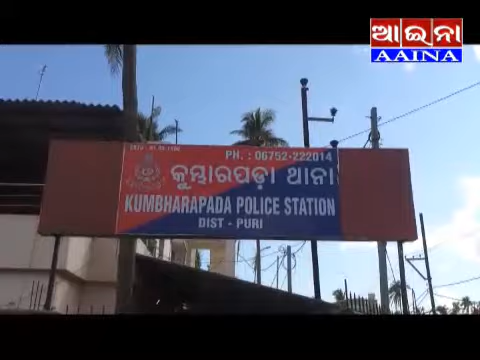 ଆଇନା
AAINA
PH. : 06752-222014
କୁମ୍ଭାରପଡ଼ା ଥାନା
KUMBHARAPADA POLICE STATION
DIST - PURI